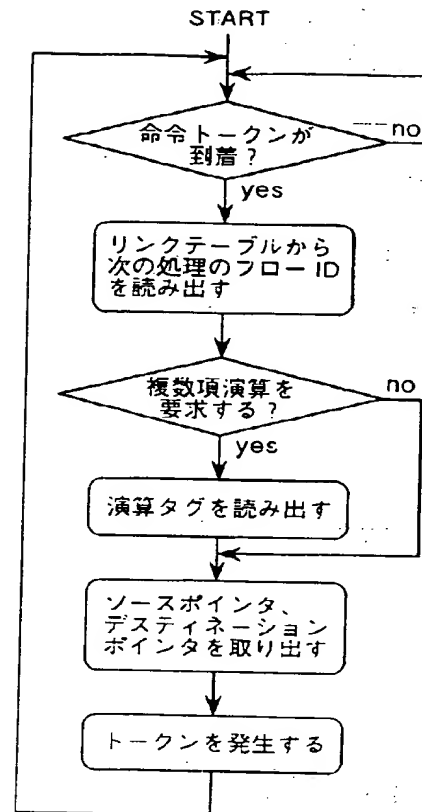 START
命令トークンが
到着？
no
yes
リンクテーブルから
次の処理のフローID
を読み出す
複数項演算を
要求する？
no
yes
演算タグを読み出す
ソースポインタ、
デスティネーション
ポインタを取り出す
トークンを発生する